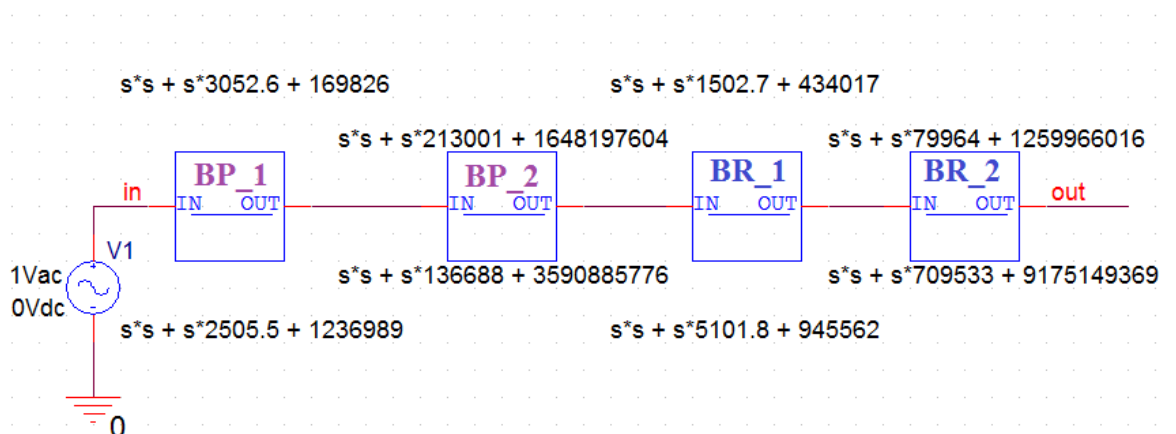 s*s + s*3052.6 + 169826
s*s + s*1502.7 + 434017
s*s + s*213001 + 1648197604
s*s + s*79964 + 1259966016
BP_1
BP_2
BR_1
BR_2
in
IN OUT
IN OUT
IN OUT
IN OUT
out
V1
1Vac
0Vdc
s*s + s*136688 + 3590885776
s*s + s*709533 + 9175149369
s*s + s*2505.5 + 1236989
s*s + s*5101.8 + 945562
0